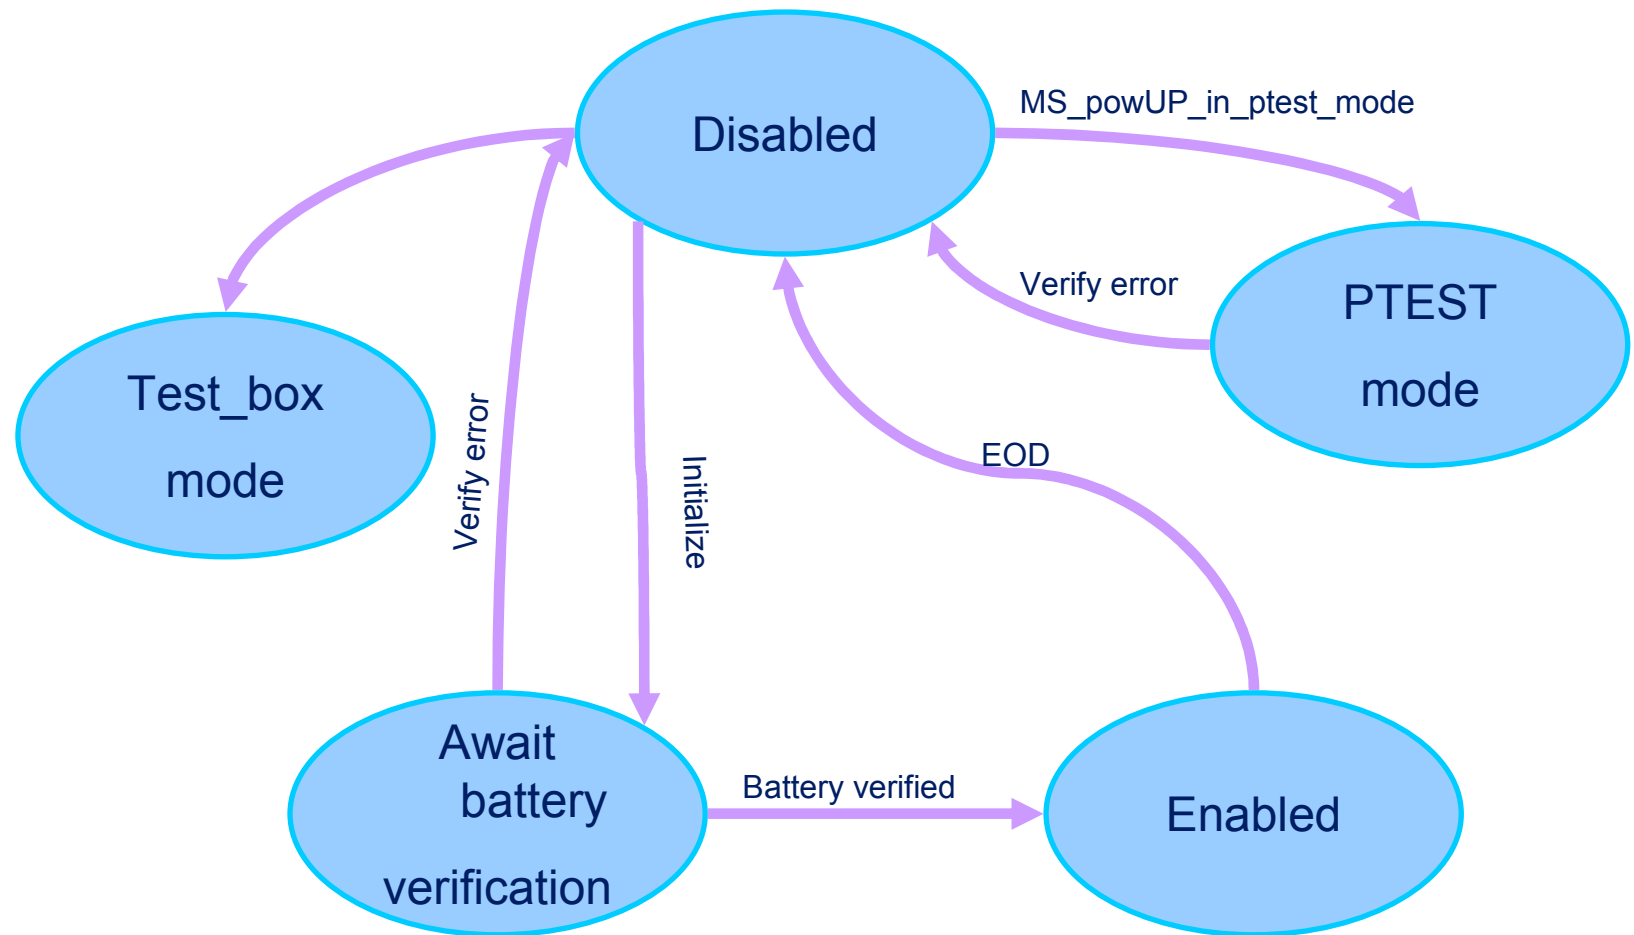 Disabled
MS_powUP_in_ptest_mode
Verify error
PTEST
mode
Test_box
mode
Verify error
Initialize
EOD
Await
battery
verification
Battery verified
Enabled